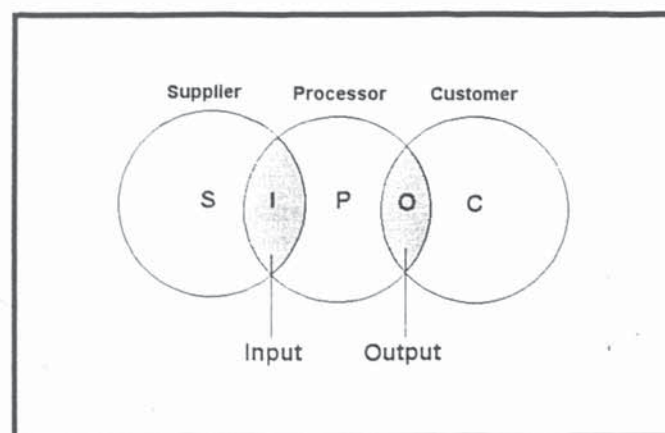 Supplier Processor Customer
S I P O C
Input Output